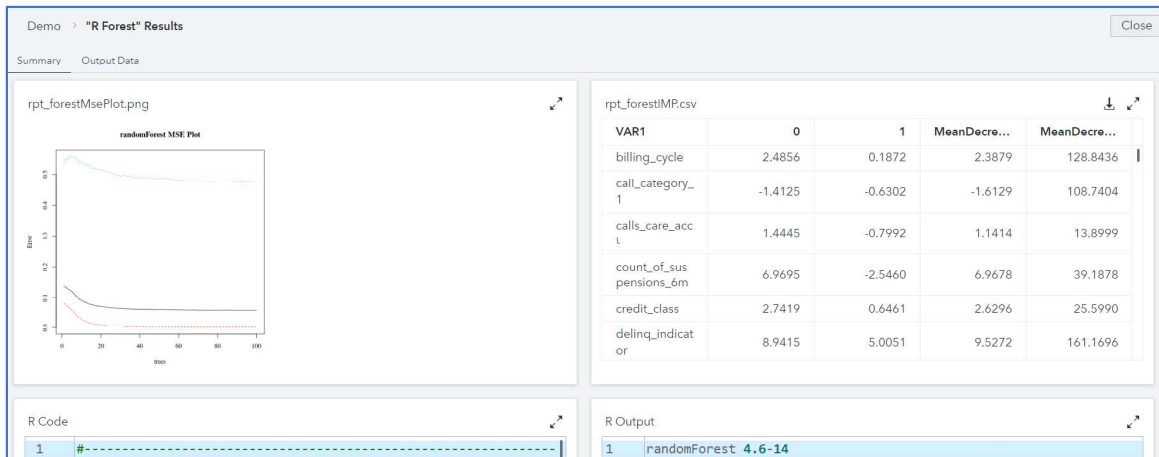 Demo > "R Forest" Results
Close
Summary Output Data
rpt_forestMsePlot.png
randomForest MSE Plot
0.5
0.4
0.3
0.2
0.1
0.0
Error
0 20 40 60 80 100
trees
rpt_forestIMP.csv
VAR1 0 1 MeanDecre... MeanDecre...
billing_cycle 2.4856 0.1872 2.3879 128.8436
call_category_
1 -1.4125 -0.6302 -1.6129 108.7404
calls_care_acc
t 1.4445 -0.7992 1.1414 13.8999
count_of_sus
pensions_6m 6.9695 -2.5460 6.9678 39.1878
credit_class 2.7419 0.6461 2.6296 25.5990
delinq_indicat
or 8.9415 5.0051 9.5272 161.1696
R Code
1 #-----------------------------------------------------------
R Output
1 randomForest 4.6-14